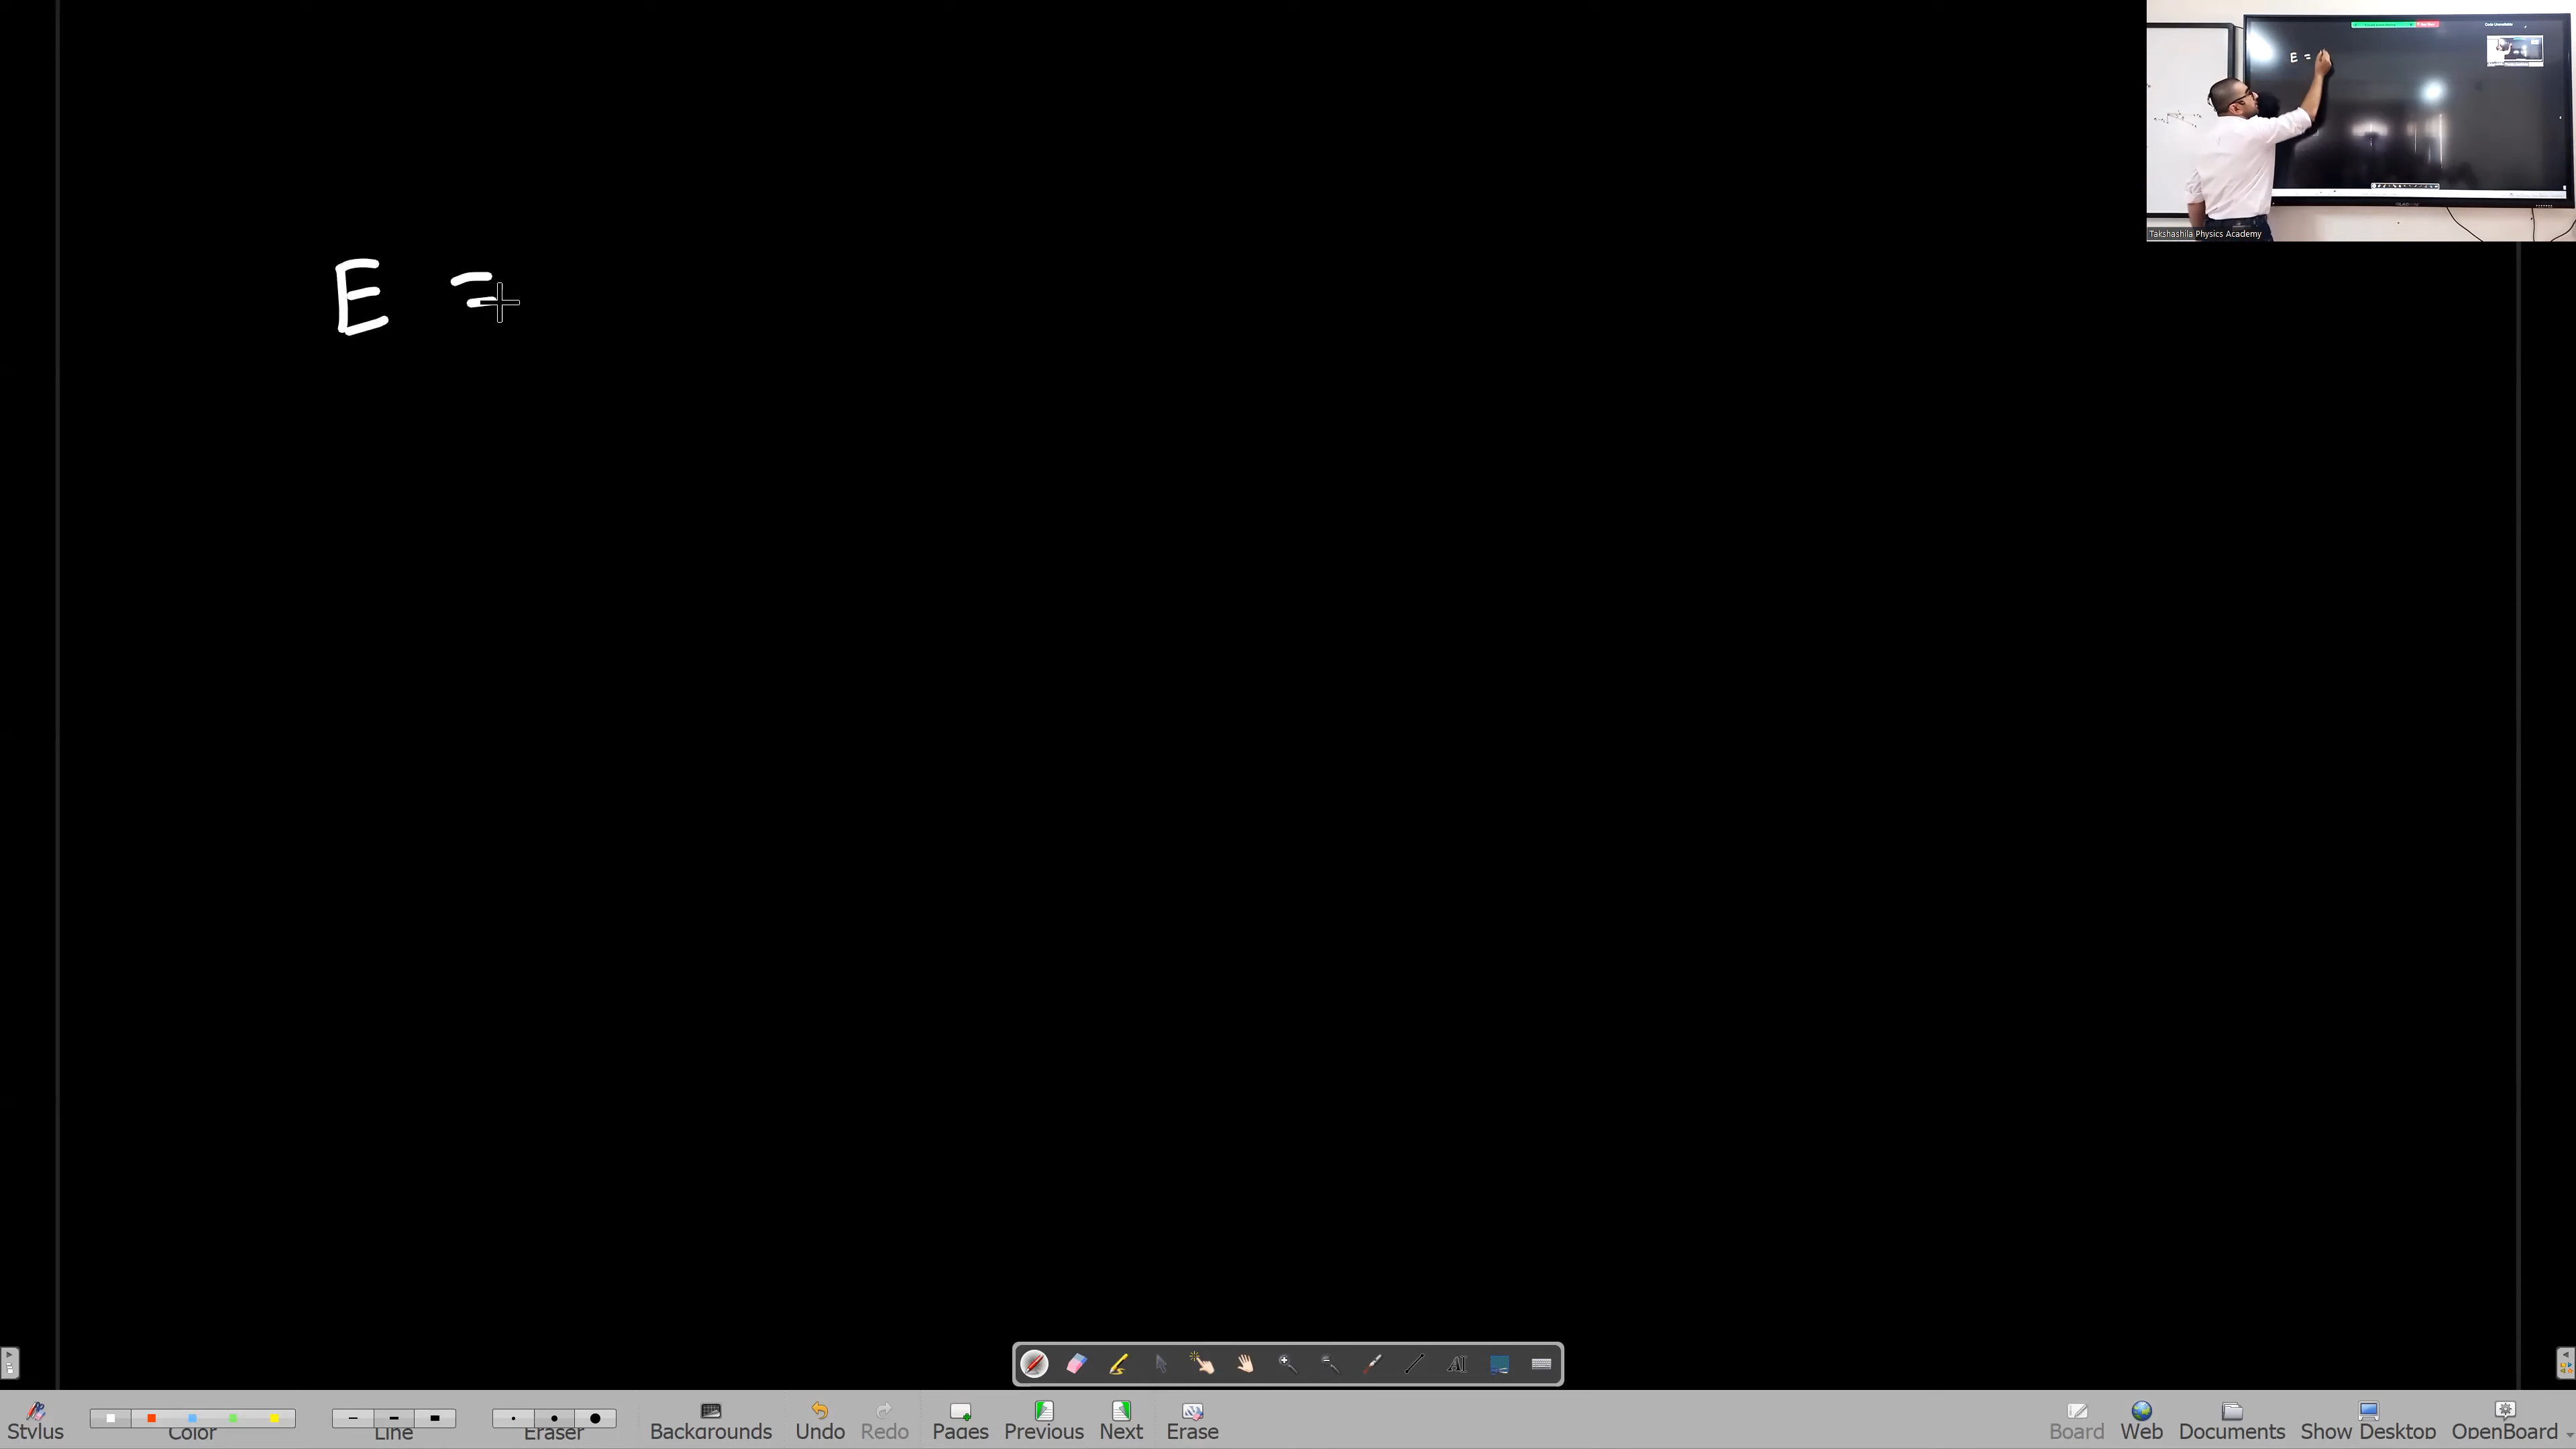 E =
Takshashila Physics Academy
Stylus
Color
Line
Eraser
Backgrounds
Undo
Redo
Pages
Previous
Next
Erase
Board
Web
Documents
Show Desktop
OpenBoard